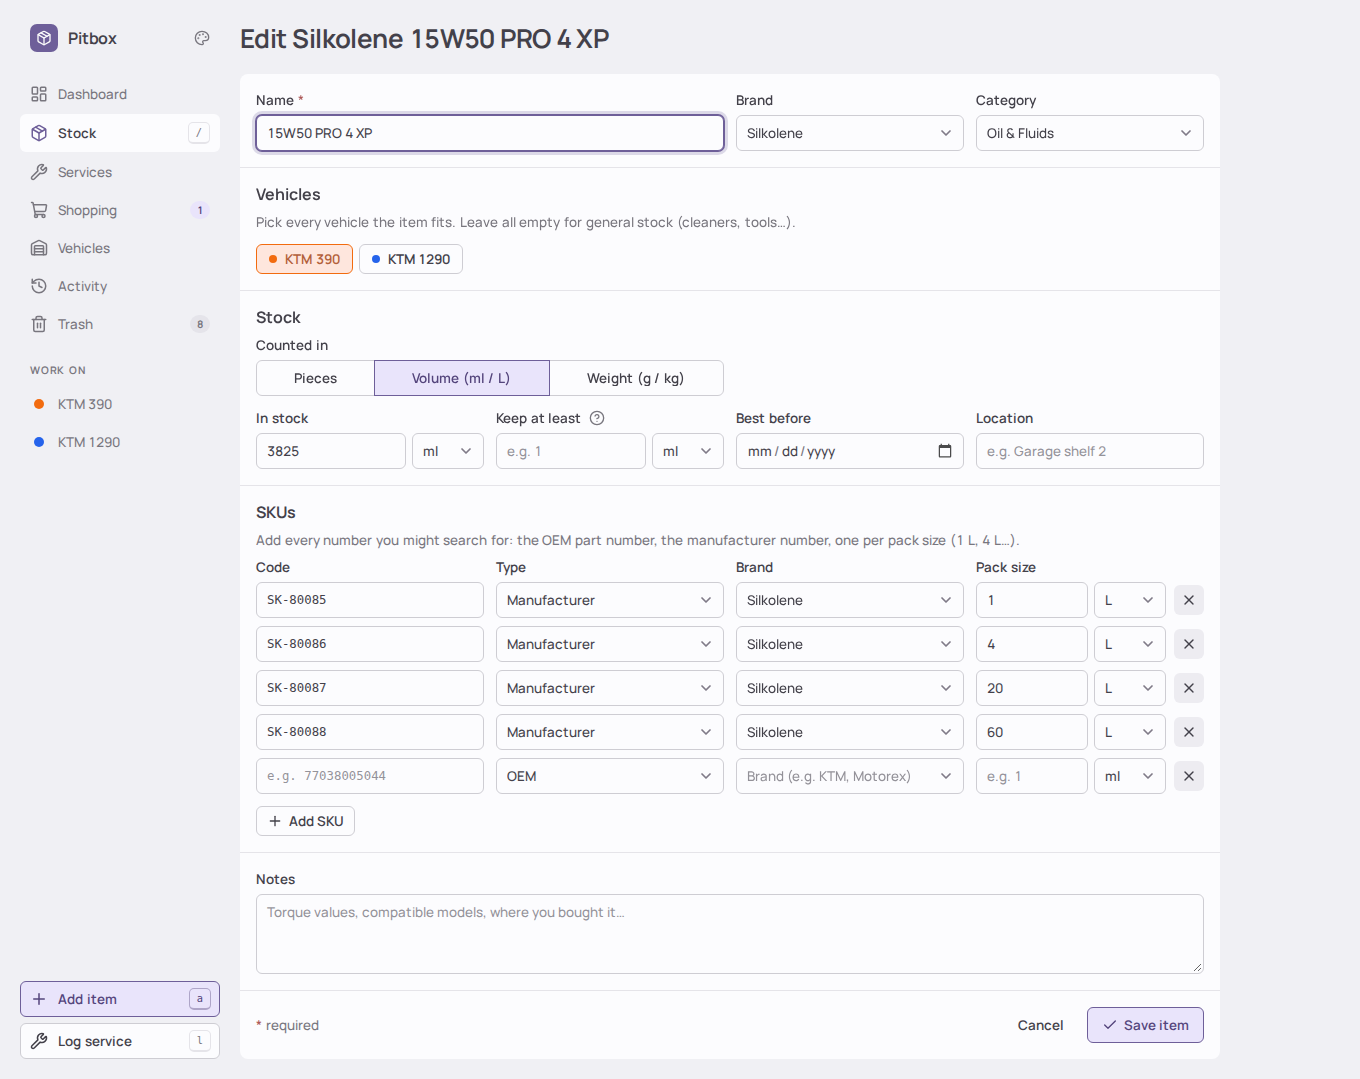 Pitbox
Dashboard
Stock /
Services
Shopping 1
Vehicles
Activity
Trash 8
WORK ON
KTM 390
KTM 1290
Add item a
Log service l
Edit Silkolene 15W50 PRO 4 XP
Name * Brand Category
15W50 PRO 4 XP Silkolene Oil & Fluids
Vehicles
Pick every vehicle the item fits. Leave all empty for general stock (cleaners, tools…).
KTM 390 KTM 1290
Stock
Counted in
Pieces Volume (ml / L) Weight (g / kg)
In stock Keep at least ? Best before Location
3825 ml e.g. 1 ml mm/dd/yyyy e.g. Garage shelf 2
SKUs
Add every number you might search for: the OEM part number, the manufacturer number, one per pack size (1 L, 4 L…).
Code Type Brand Pack size
SK-80085 Manufacturer Silkolene 1 L
SK-80086 Manufacturer Silkolene 4 L
SK-80087 Manufacturer Silkolene 20 L
SK-80088 Manufacturer Silkolene 60 L
e.g. 77038005044 OEM Brand (e.g. KTM, Motorex) e.g. 1 ml
Add SKU
Notes
Torque values, compatible models, where you bought it…
* required Cancel Save item